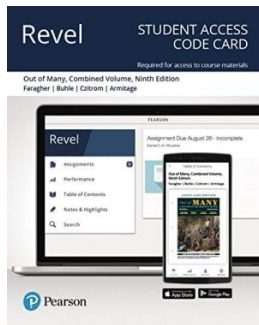 Revel
STUDENT ACCESS
CODE CARD
Required for access to course materials
Out of Many, Combined Volume, Ninth Edition
Faragher | Buhle | Czitrom | Armitage
PEARSON
Revel
Assignments
Performance
Table of Contents
Notes & Highlights
Search
Assignment Due August 26 - Incomplete
Table of Contents
Out of Many, Combined Volume,
Ninth Edition
Faragher | Buhle | Czitrom | Armitage
OUT OF
MANY
Pearson
App Store
Google Play